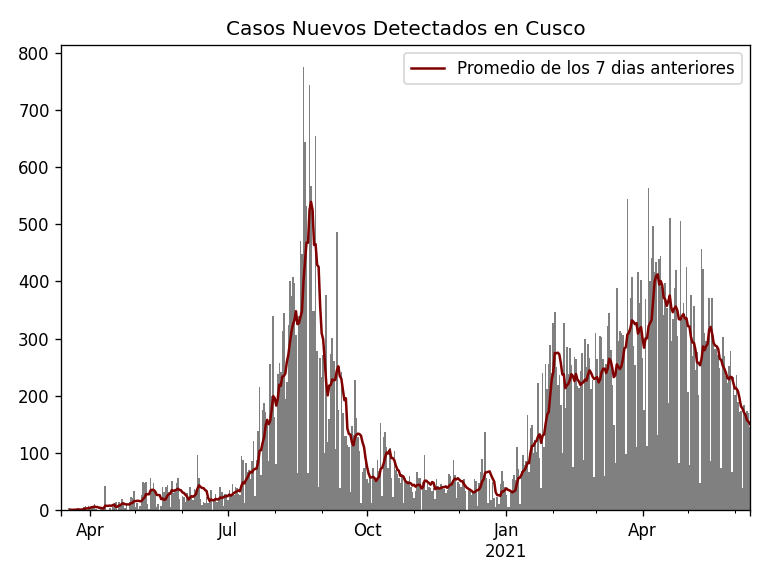 Casos Nuevos Detectados en Cusco
Promedio de los 7 dias anteriores
800
700
600
500
400
300
200
100
0
Apr
Jul
Oct
Jan
2021
Apr